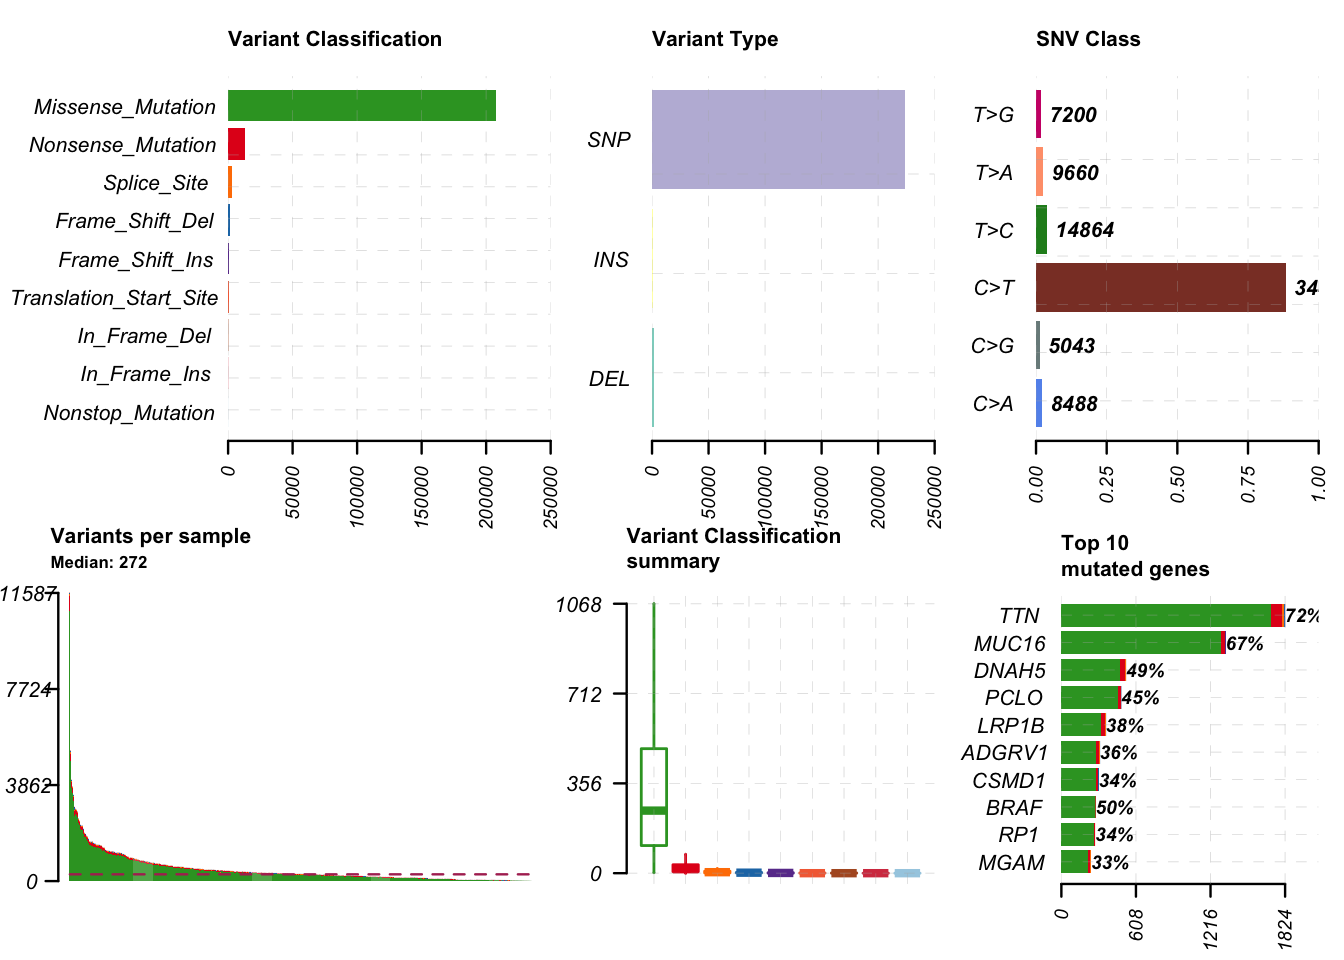 Variant Classification
Missense_Mutation
Nonsense_Mutation
Splice_Site
Frame_Shift_Del
Frame_Shift_Ins
Translation_Start_Site
In_Frame_Del
In_Frame_Ins
Nonstop_Mutation
0
50000
100000
150000
200000
250000
Variant Type
SNP
INS
DEL
0
50000
100000
150000
200000
250000
SNV Class
T>G
7200
T>A
9660
T>C
14864
C>T
C>G
5043
C>A
8488
0.00
0.25
0.50
0.75
1.00
Variants per sample
Median: 272
11587
7724
3862
0
Variant Classification
summary
1068
712
356
0
Top 10
mutated genes
TTN
72%
MUC16
67%
DNAH5
49%
PCLO
45%
LRP1B
38%
ADGRV1
36%
CSMD1
34%
BRAF
50%
RP1
34%
MGAM
33%
0
608
1216
1824